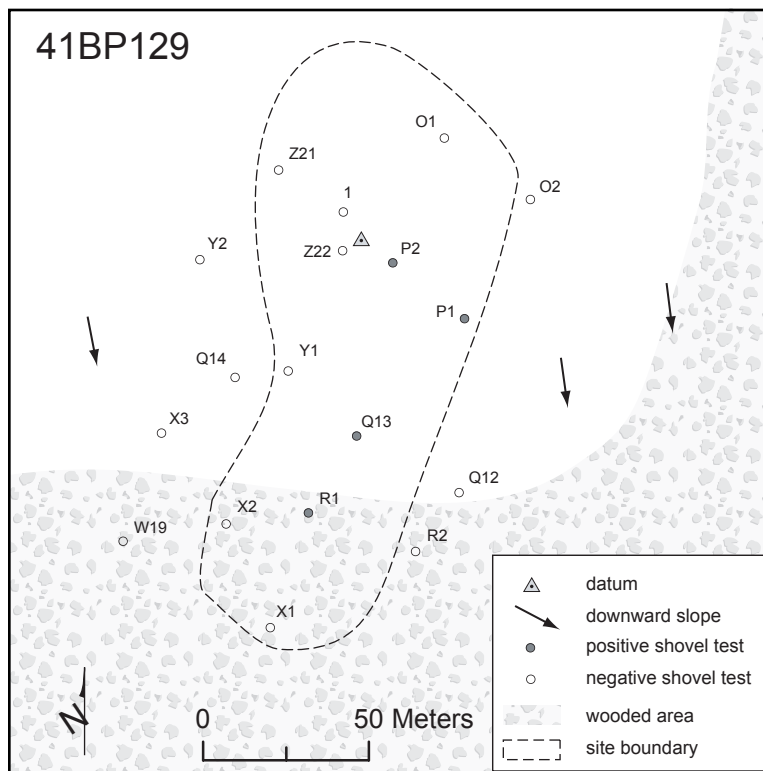 41BP129
O1
Z21
O2
1
Y2
Z22
P2
P1
Y1
Q14
X3
Q13
Q12
R1
X2
W19
R2
X1
datum
downward slope
positive shovel test
negative shovel test
wooded area
site boundary
N
0 50 Meters